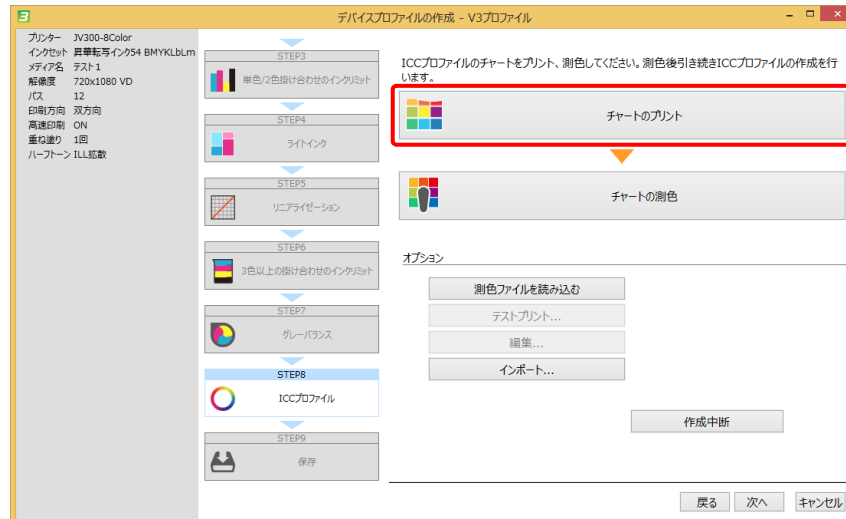 デバイスプロファイルの作成 - V3プロファイル
プリンター JV300-8Color
インクセット 昇華転写インク54 BMYKLbLm
メディア名 テスト1
解像度 720x1080 VD
パス 12
印刷方向 双方向
高速印刷 ON
重ね塗り 1回
ハーフトーン ILL拡散
STEP3
単色/2色掛け合わせのインクリミット
STEP4
ライトインク
STEP5
リニアライゼーション
STEP6
3色以上の掛け合わせのインクリミット
STEP7
グレーバランス
STEP8
ICCプロファイル
STEP9
保存
ICCプロファイルのチャートをプリント、測色してください。測色後引き続きICCプロファイルの作成を行
います。
チャートのプリント
チャートの測色
オプション
測色ファイルを読み込む
テストプリント...
編集...
インポート...
作成中断
戻る 次へ キャンセル